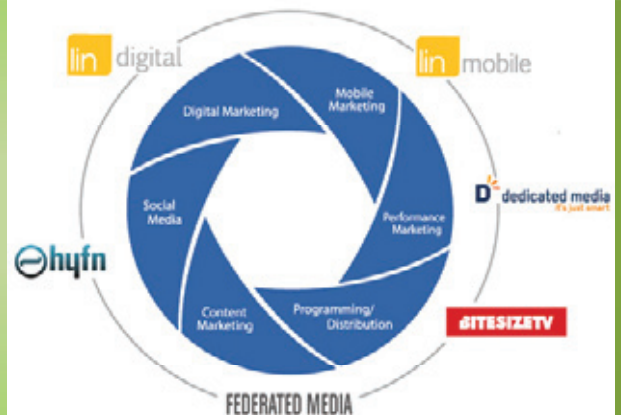 lin digital
lin mobile
Digital Marketing
Mobile
Marketing
Social
Media
Performance
Marketing
D dedicated media
it's just smart
hyfn
Content
Marketing
Programming/
Distribution
BITESIZETV
FEDERATED MEDIA